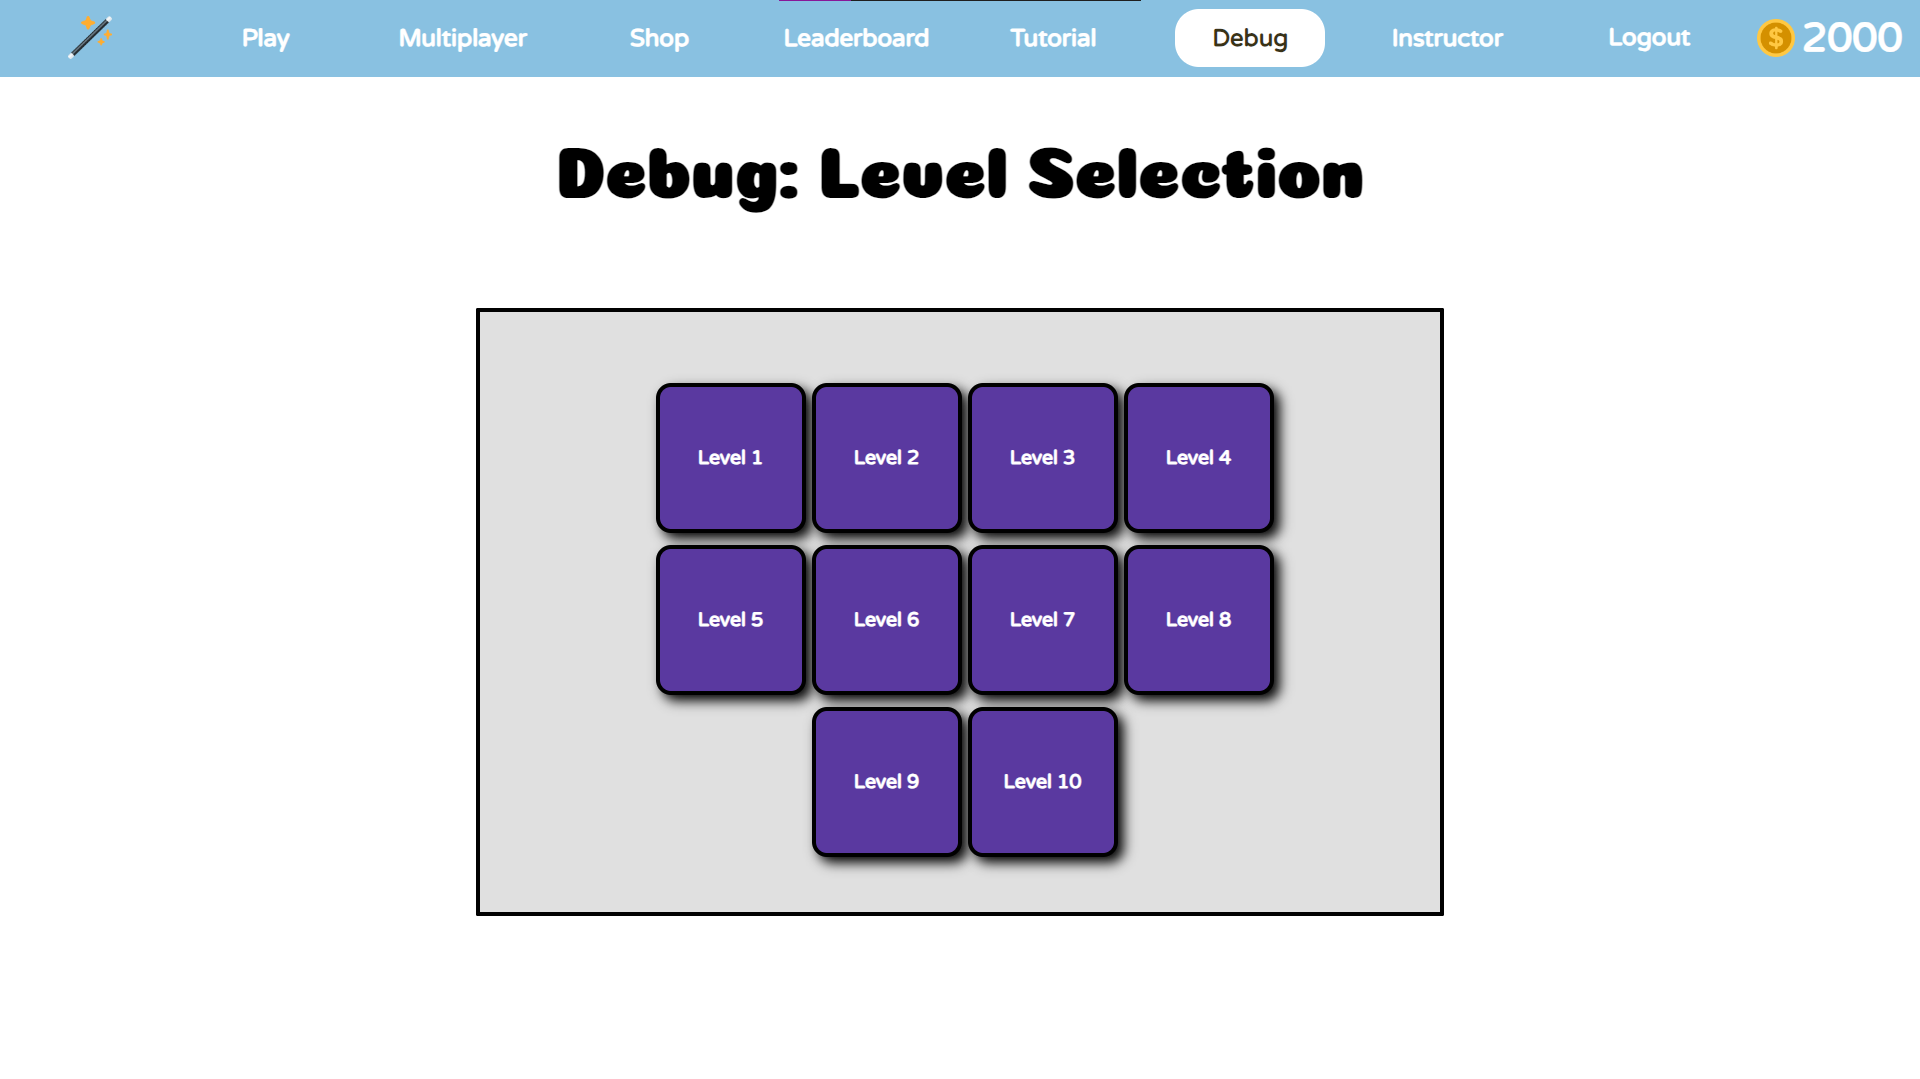 Play Multiplayer Shop Leaderboard Tutorial Debug Instructor Logout $ 2000
Debug: Level Selection
Level 1 Level 2 Level 3 Level 4
Level 5 Level 6 Level 7 Level 8
Level 9 Level 10